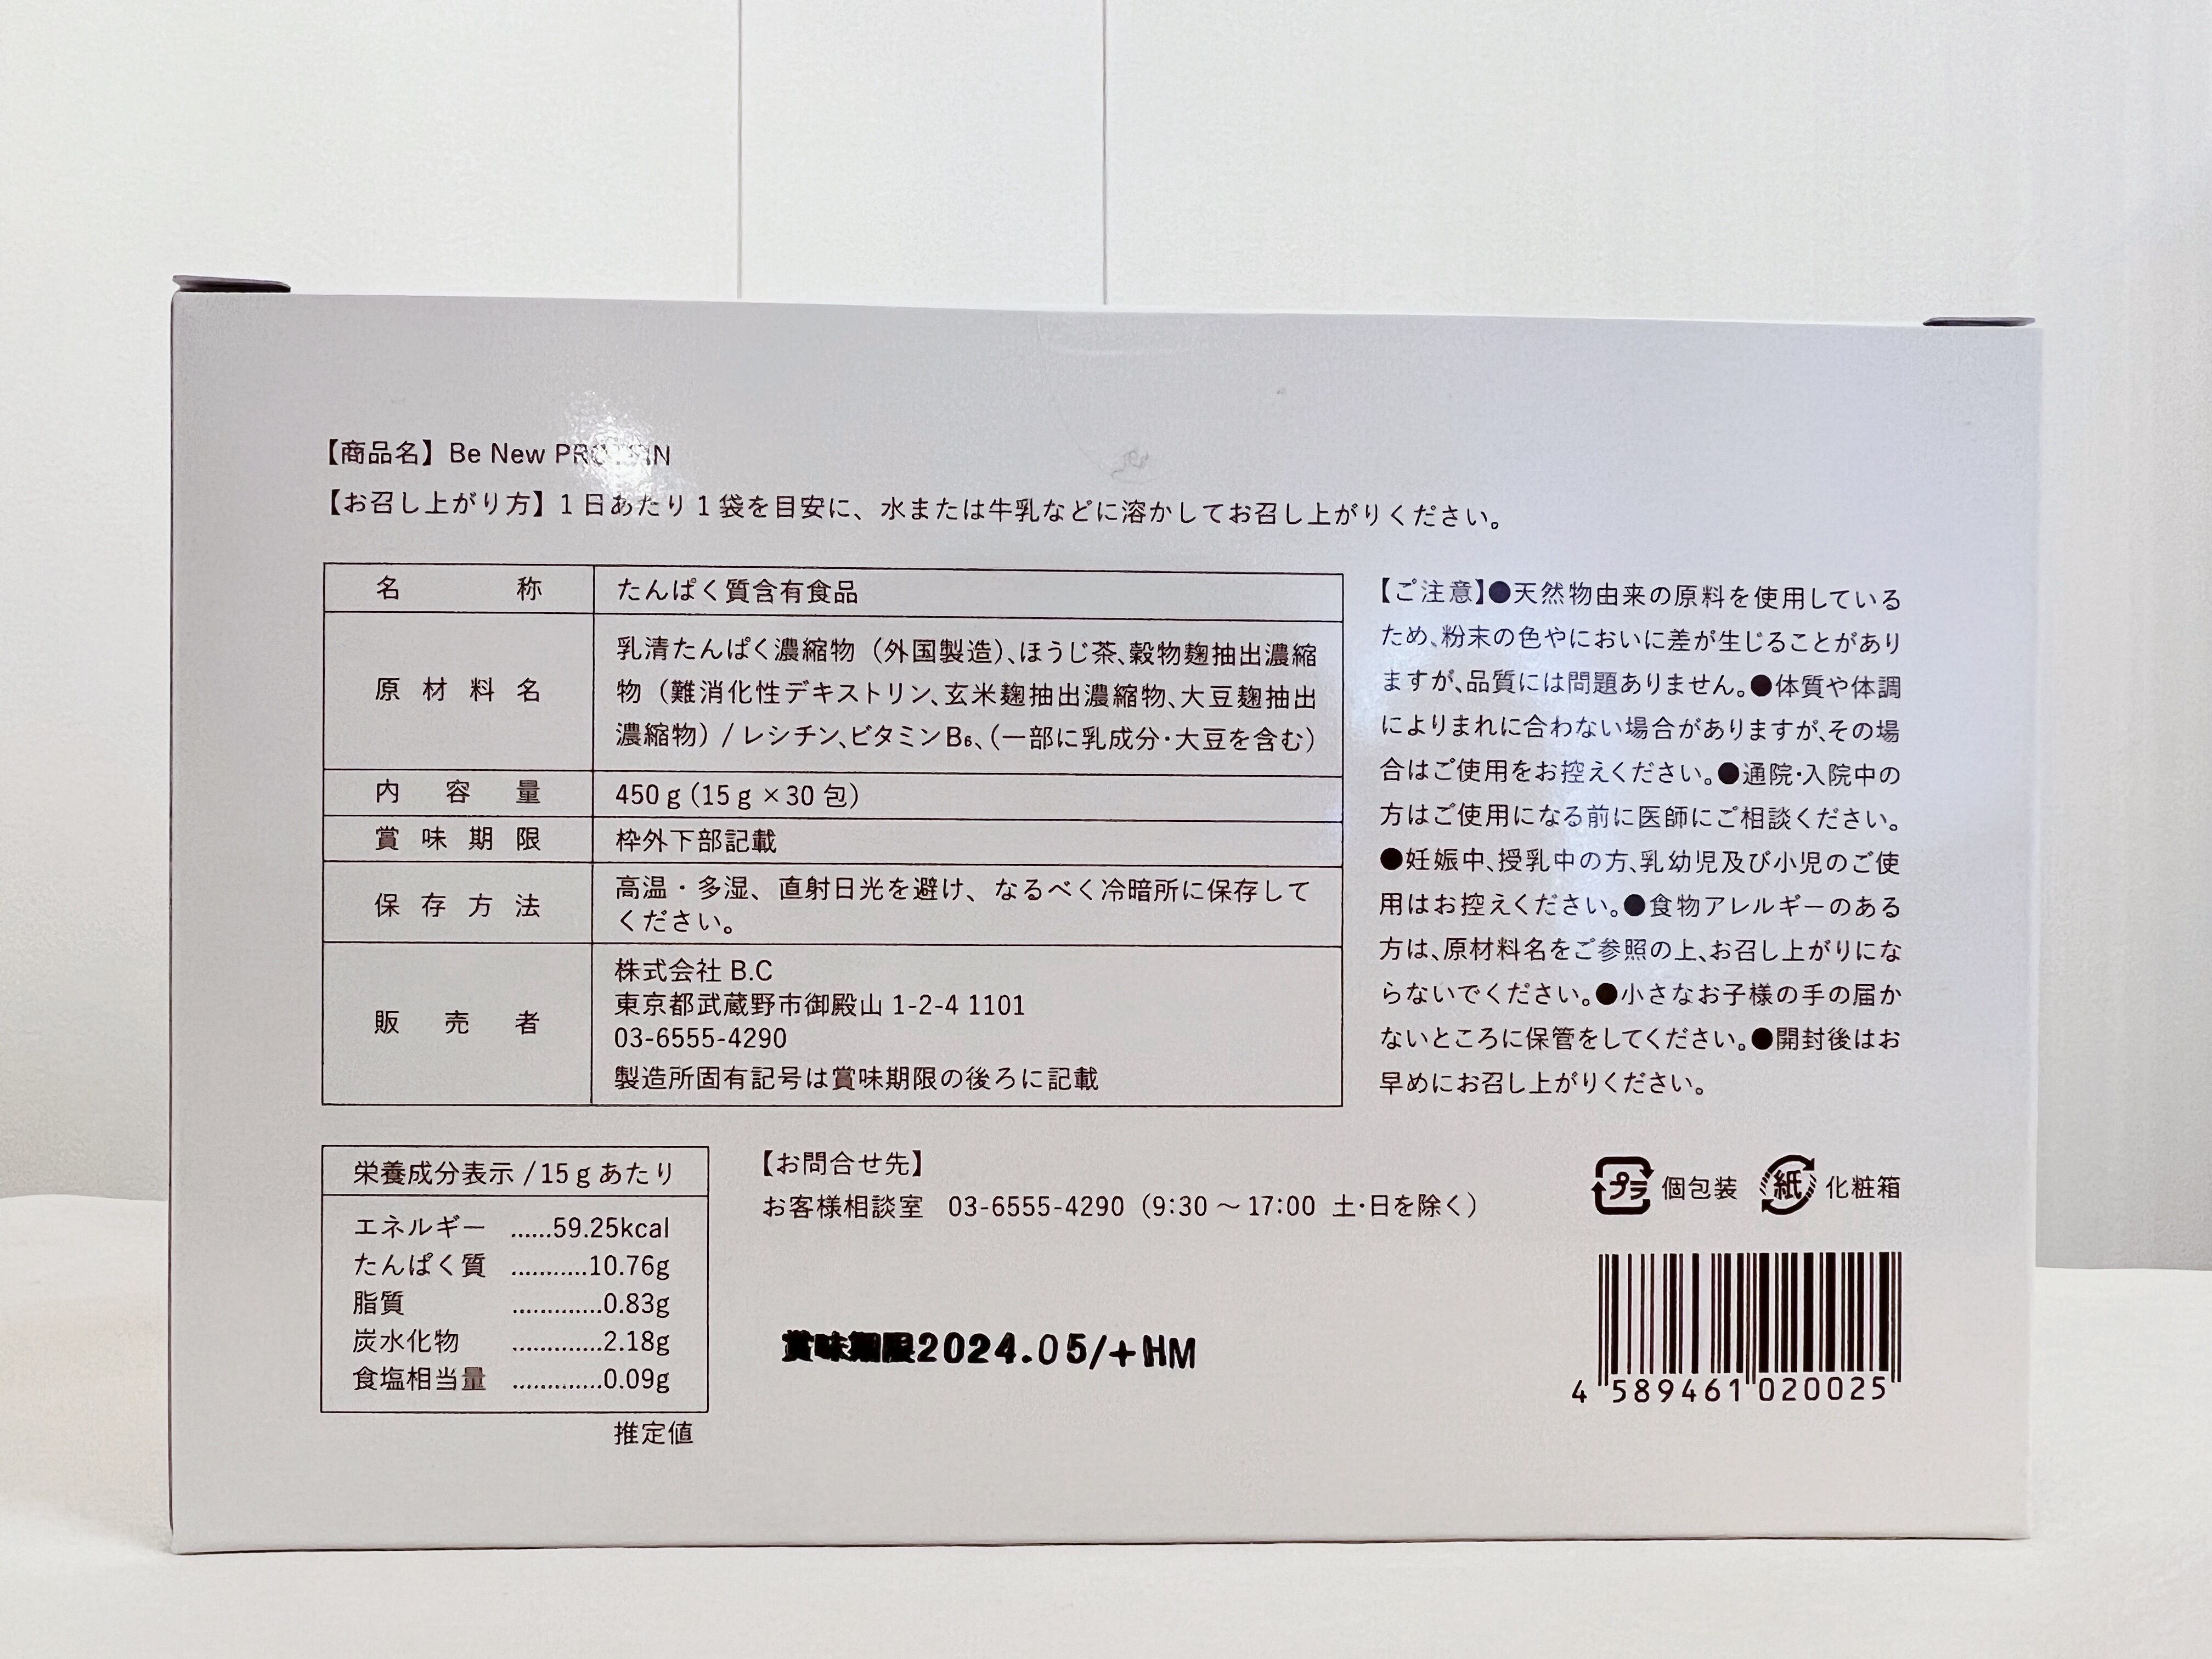 【商品名】Be New PROTEIN
【お召し上がり方】1日あたり1袋を目安に、水または牛乳などに溶かしてお召し上がりください。
名称 たんぱく質含有食品
原材料名 乳清たんぱく濃縮物（外国製造）、ほうじ茶、穀物麹抽出濃縮
物（難消化性デキストリン、玄米麹抽出濃縮物、大豆麹抽出
濃縮物）/ レシチン、ビタミンB₆、（一部に乳成分・大豆を含む）
内容量 450g（15g×30包）
賞味期限 枠外下部記載
保存方法 高温・多湿、直射日光を避け、なるべく冷暗所に保存して
ください。
販売者 株式会社 B.C
東京都武蔵野市御殿山 1-2-4 1101
03-6555-4290
製造所固有記号は賞味期限の後ろに記載
【ご注意】●天然物由来の原料を使用している
ため、粉末の色やにおいに差が生じることがあり
ますが、品質には問題ありません。●体質や体調
によりまれに合わない場合がありますが、その場
合はご使用をお控えください。●通院・入院中の
方はご使用になる前に医師にご相談ください。
●妊娠中、授乳中の方、乳幼児及び小児のご使
用はお控えください。●食物アレルギーのある
方は、原材料名をご参照の上、お召し上がりにな
らないでください。●小さなお子様の手の届か
ないところに保管をしてください。●開封後はお
早めにお召し上がりください。
栄養成分表示 /15gあたり
エネルギー ......59.25kcal
たんぱく質 ...........10.76g
脂質 .............0.83g
炭水化物 .............2.18g
食塩相当量 .............0.09g
推定値
【お問合せ先】
お客様相談室 03-6555-4290（9:30～17:00 土・日を除く）
賞味期限2024.05/+HM
プラ 個包装 紙 化粧箱
4 589461 020025